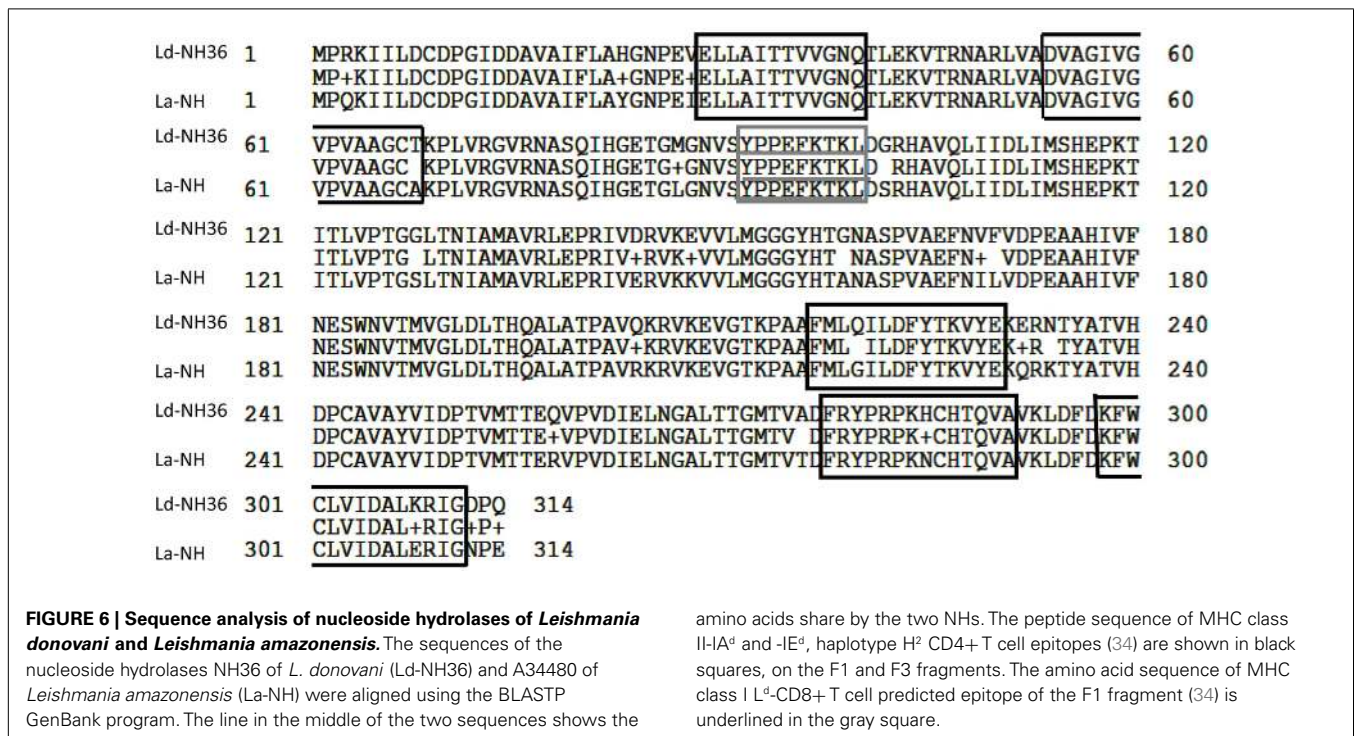 Ld-NH36 1 MPRKIILDCDPGIDDAVAIFLAHGNPEVELLAITTVVGNQTLEKVTRNARLVADVAGIVG 60
MP+KIILDCDPGIDDAVAIFLA+GNPE+ELLAITTVVGNQTLEKVTRNARLVADVAGIVG
La-NH 1 MPQKIILDCDPGIDDAVAIFLAYGNPEIELLAITTVVGNQTLEKVTRNARLVADVAGIVG 60
Ld-NH36 61 VPVAAGCTKPLVRGVRNASQIHGETGMGNVSYPPEFKTKLDGRHAVQLIIDLIMSHEPKT 120
VPVAAGC KPLVRGVRNASQIHGETG+GNVSYPPEFKTKLD RHAVQLIIDLIMSHEPKT
La-NH 61 VPVAAGCAKPLVRGVRNASQIHGETGLGNVSYPPEFKTKLDSRHAVQLIIDLIMSHEPKT 120
Ld-NH36 121 ITLVPTGGLTNIAMAVRLEPRIVDRVKEVVLMGGGYHTGNASPVAEFNVFVDPEAAHIVF 180
ITLVPTG LTNIAMAVRLEPRIV+RVK+VVLMGGGYHT NASPVAEFN+ VDPEAAHIVF
La-NH 121 ITLVPTGSLTNIAMAVRLEPRIVERVKKVVLMGGGYHTANASPVAEFNILVDPEAAHIVF 180
Ld-NH36 181 NESWNVTMVGLDLTHQALATPAVQKRVKEVGTKPAAFMLQILDFYTKVYEKERNTYATVH 240
NESWNVTMVGLDLTHQALATPAV+KRVKEVGTKPAAFML ILDFYTKVYEK+R TYATVH
La-NH 181 NESWNVTMVGLDLTHQALATPAVRKRVKEVGTKPAAFMLGILDFYTKVYEKQRKTYATVH 240
Ld-NH36 241 DPCAVAYVIDPTVMTTEQVPVDIELNGALTTGMTVADFRYPRPKHCHTQVAVKLDFDKFW 300
DPCAVAYVIDPTVMTTE+VPVDIELNGALTTGMTV DFRYPRPK+CHTQVAVKLDFDKFW
La-NH 241 DPCAVAYVIDPTVMTTERVPVDIELNGALTTGMTVTDFRYPRPKNCHTQVAVKLDFDKFW 300
Ld-NH36 301 CLVIDALKRIGDPQ 314
CLVIDAL+RIG+P+
La-NH 301 CLVIDALERIGNPE 314
FIGURE 6 | Sequence analysis of nucleoside hydrolases of Leishmania
donovani and Leishmania amazonensis. The sequences of the
nucleoside hydrolases NH36 of L. donovani (Ld-NH36) and A34480 of
Leishmania amazonensis (La-NH) were aligned using the BLASTP
GenBank program. The line in the middle of the two sequences shows the
amino acids share by the two NHs. The peptide sequence of MHC class
II-IAᵈ and -IEᵈ, haplotype H² CD4+ T cell epitopes (34) are shown in black
squares, on the F1 and F3 fragments. The amino acid sequence of MHC
class I Lᵈ-CD8+ T cell predicted epitope of the F1 fragment (34) is
underlined in the gray square.